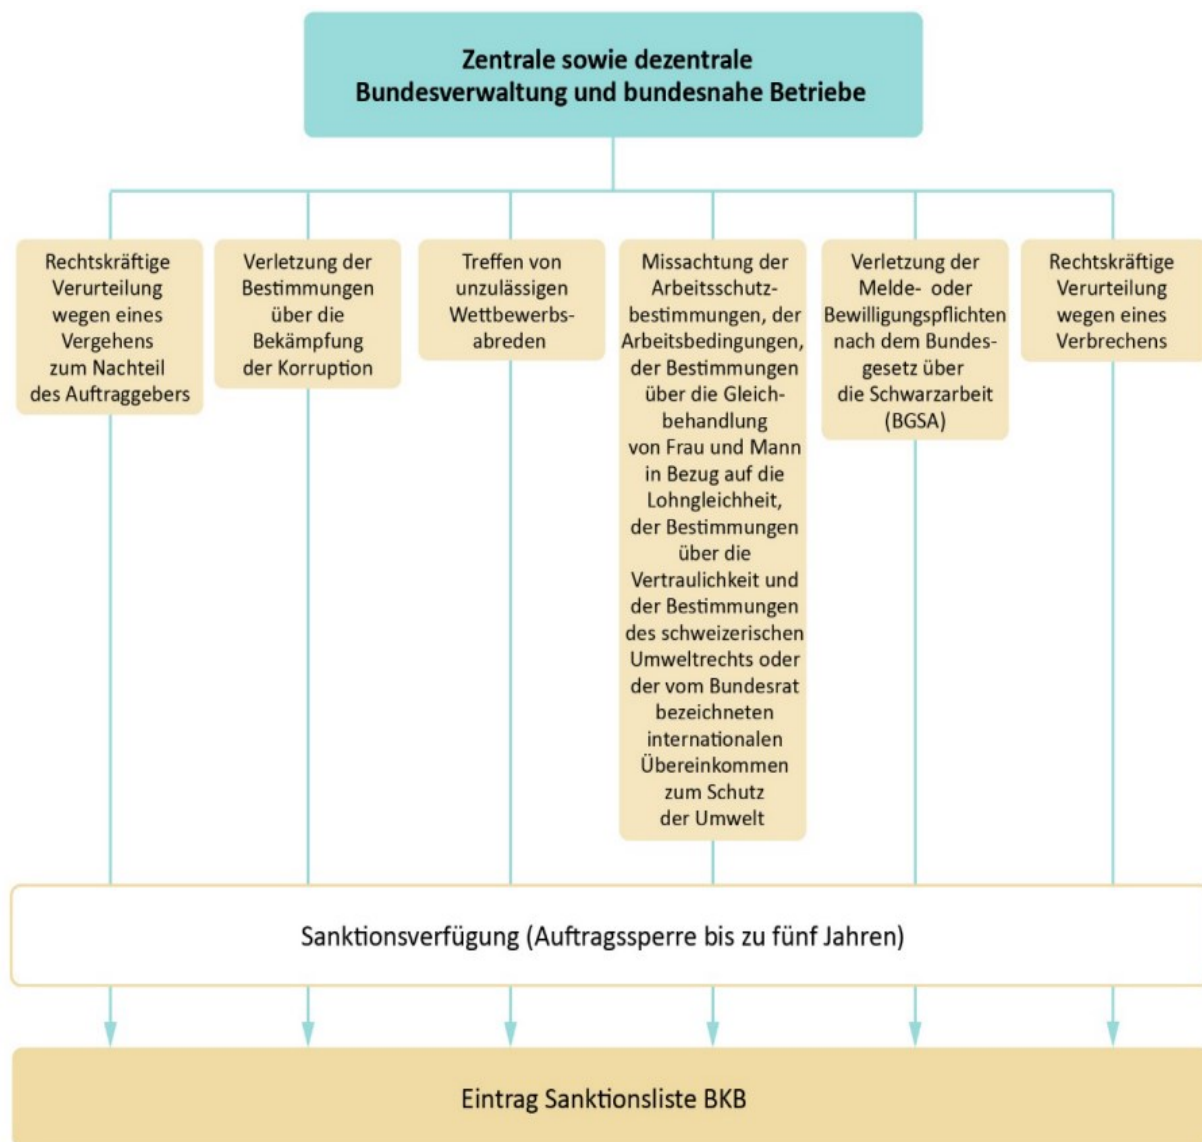 Zentrale sowie dezentrale
Bundesverwaltung und bundesnahe Betriebe
Rechtskräftige
Verurteilung
wegen eines
Vergehens
zum Nachteil
des Auftraggebers
Verletzung der
Bestimmungen
über die
Bekämpfung
der Korruption
Treffen von
unzulässigen
Wettbewerbs-
abreden
Missachtung der
Arbeitsschutz-
bestimmungen, der
Arbeitsbedingungen,
der Bestimmungen
über die Gleich-
behandlung
von Frau und Mann
in Bezug auf die
Lohngleichheit,
der Bestimmungen
über die
Vertraulichkeit und
der Bestimmungen
des schweizerischen
Umweltrechts oder
der vom Bundesrat
bezeichneten
internationalen
Übereinkommen
zum Schutz
der Umwelt
Verletzung der
Melde- oder
Bewilligungspflichten
nach dem Bundes-
gesetz über
die Schwarzarbeit
(BGSA)
Rechtskräftige
Verurteilung
wegen eines
Verbrechens
Sanktionsverfügung (Auftragssperre bis zu fünf Jahren)
Eintrag Sanktionsliste BKB